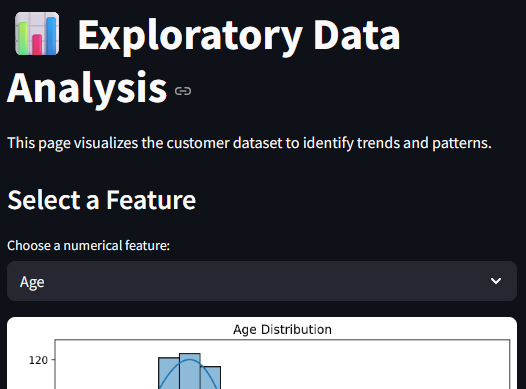 Exploratory Data
Analysis
This page visualizes the customer dataset to identify trends and patterns.
Select a Feature
Choose a numerical feature:
Age
Age Distribution
120